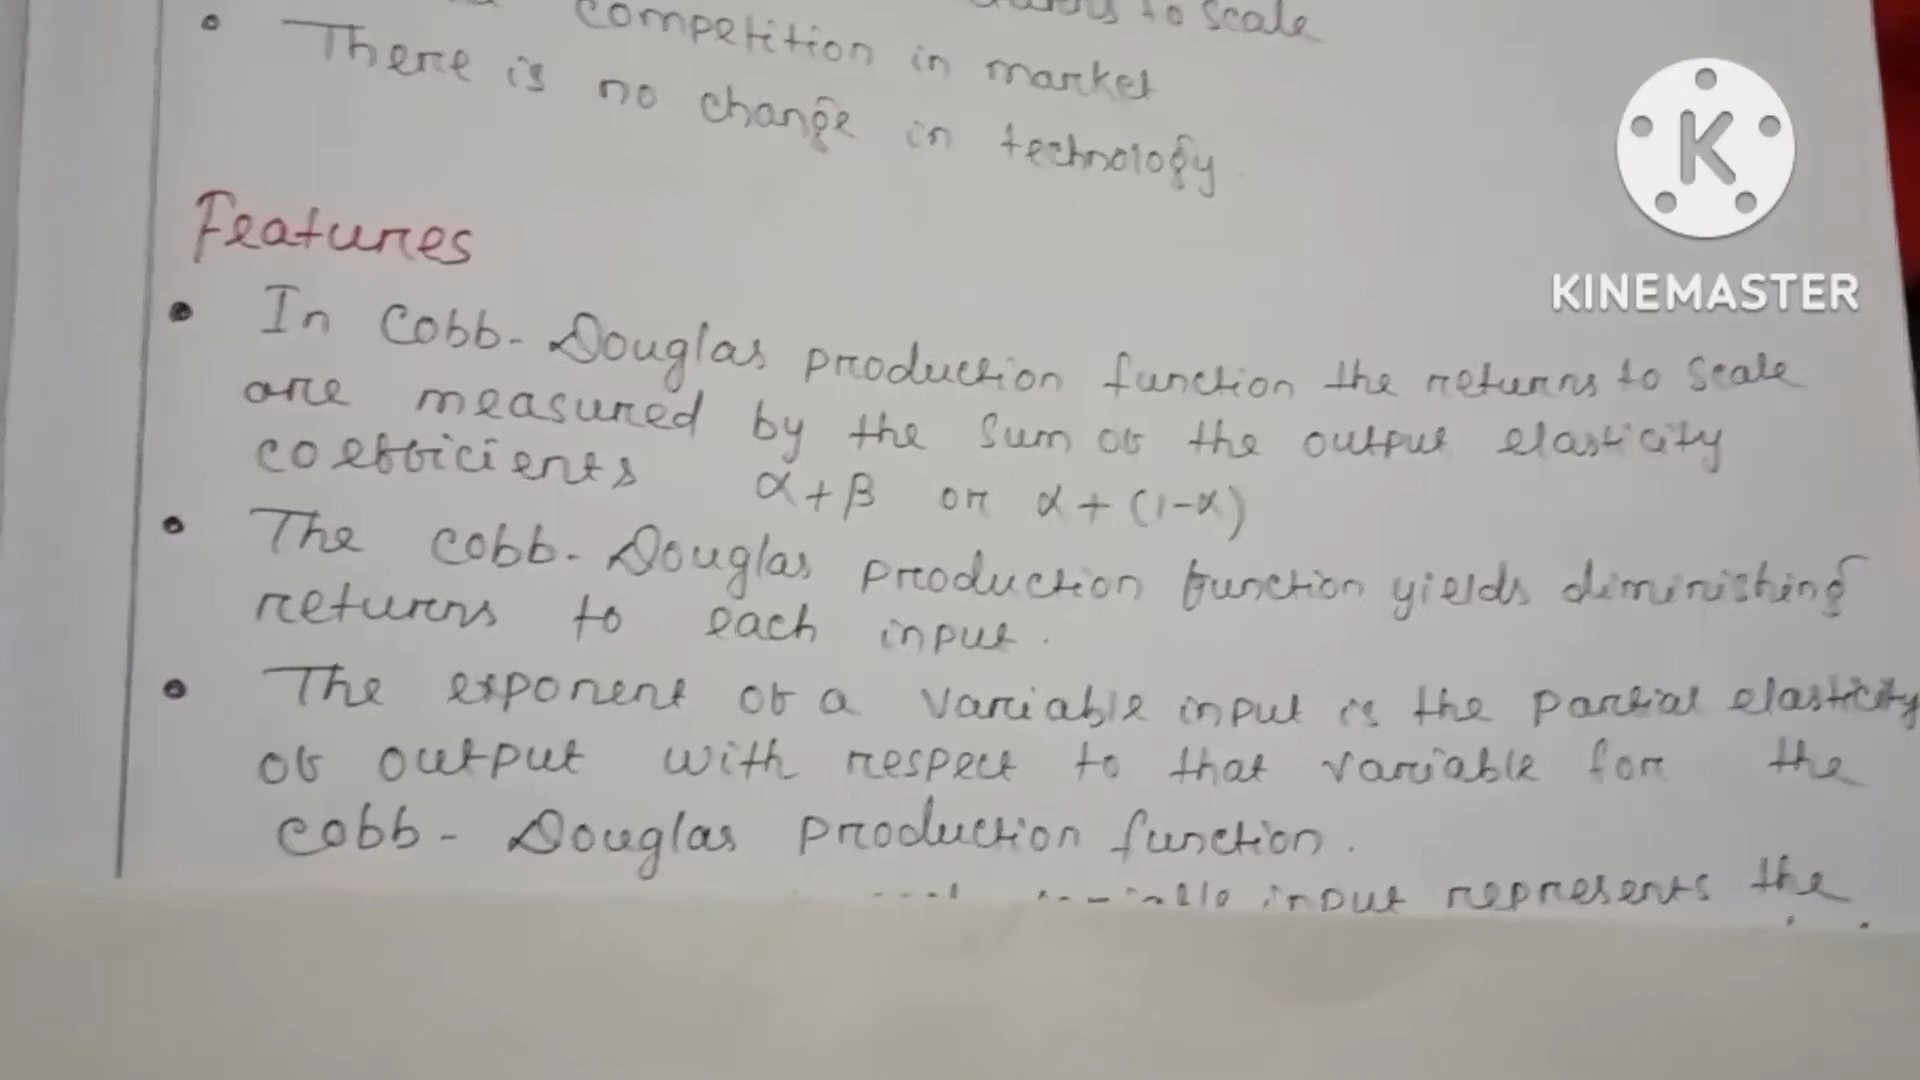 to Scale
competition in market
• There is no change in technology.
Features
• In Cobb-Douglas production function the returns to scale
are measured by the sum of the output elasticity
coefficients α+β or α+(1-α)
• The Cobb-Douglas production function yields diminishing
returns to each input.
• The exponent of a variable input is the partial elasticity
of output with respect to that variable for the
Cobb-Douglas production function.
input represents the
K
KINEMASTER